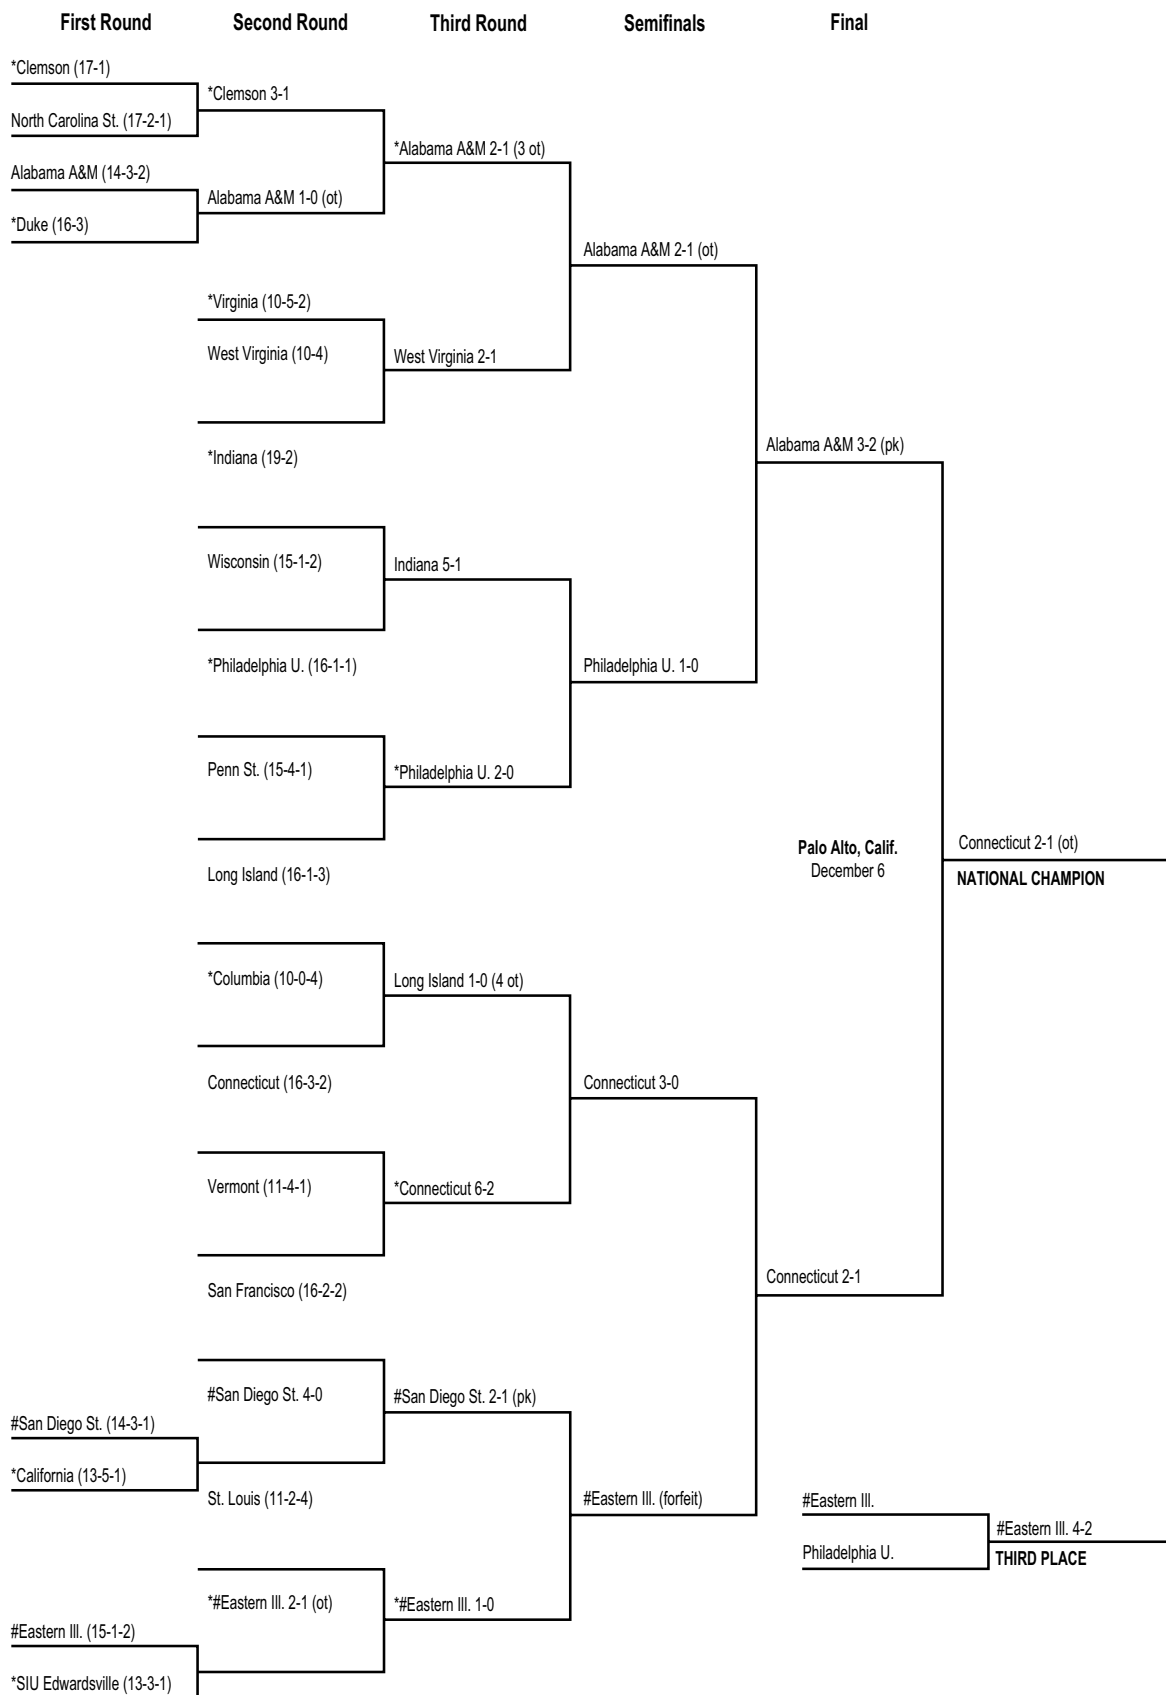 First Round
Second Round
Third Round
Semifinals
Final
*Clemson (17-1)
North Carolina St. (17-2-1)
Alabama A&M (14-3-2)
*Duke (16-3)
#San Diego St. (14-3-1)
*California (13-5-1)
#Eastern Ill. (15-1-2)
*SIU Edwardsville (13-3-1)
*Clemson 3-1
Alabama A&M 1-0 (ot)
*Virginia (10-5-2)
West Virginia (10-4)
*Indiana (19-2)
Wisconsin (15-1-2)
*Philadelphia U. (16-1-1)
Penn St. (15-4-1)
Long Island (16-1-3)
*Columbia (10-0-4)
Connecticut (16-3-2)
Vermont (11-4-1)
San Francisco (16-2-2)
#San Diego St. 4-0
St. Louis (11-2-4)
*#Eastern Ill. 2-1 (ot)
*Alabama A&M 2-1 (3 ot)
West Virginia 2-1
Indiana 5-1
*Philadelphia U. 2-0
Long Island 1-0 (4 ot)
*Connecticut 6-2
#San Diego St. 2-1 (pk)
*#Eastern Ill. 1-0
Alabama A&M 2-1 (ot)
Philadelphia U. 1-0
Connecticut 3-0
#Eastern Ill. (forfeit)
Alabama A&M 3-2 (pk)
Connecticut 2-1
Palo Alto, Calif.
December 6
Connecticut 2-1 (ot)
NATIONAL CHAMPION
#Eastern Ill.
Philadelphia U.
#Eastern Ill. 4-2
THIRD PLACE